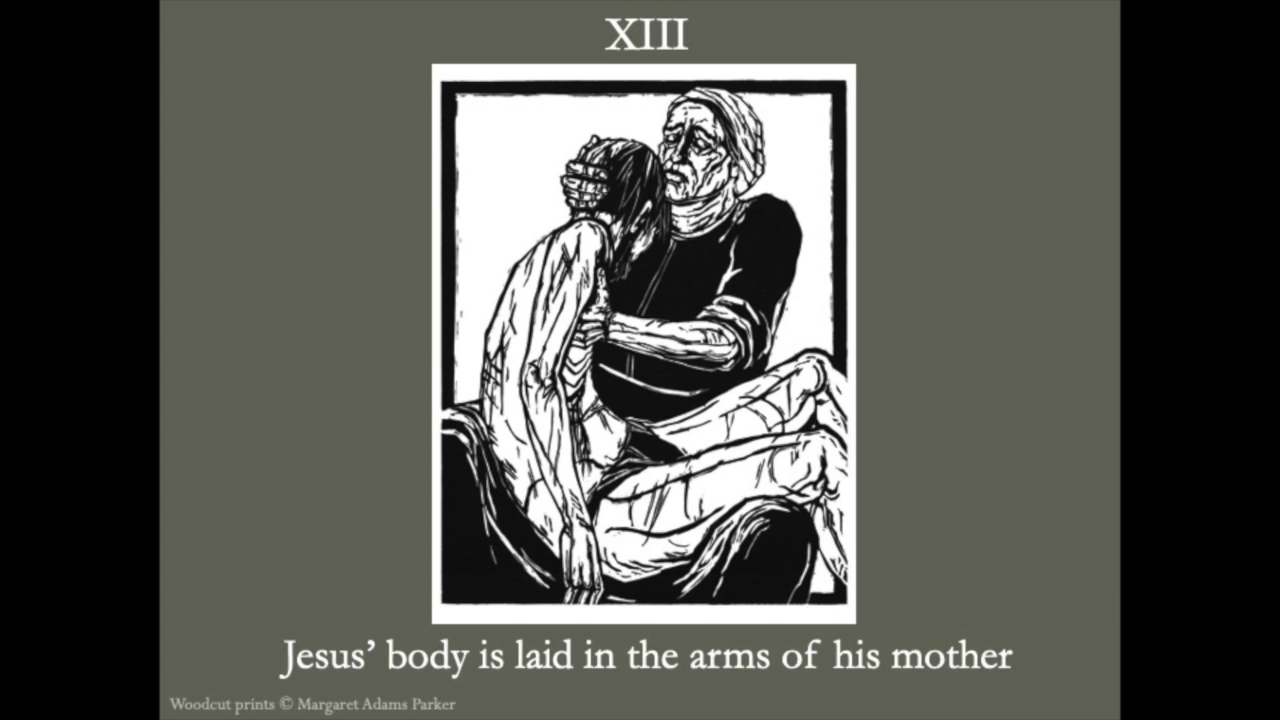 XIII
Jesus’ body is laid in the arms of his mother
Woodcut prints © Margaret Adams Parker